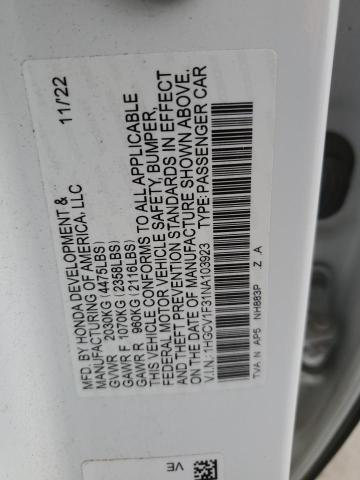 MFD. BY HONDA DEVELOPMENT & 11/22
MANUFACTURING OF AMERICA, LLC
GVWR 2030KG (4475LBS)
GAWR F 1070KG (2358LBS)
GAWR R 960KG (2116LBS)
THIS VEHICLE CONFORMS TO ALL APPLICABLE
FEDERAL MOTOR VEHICLE SAFETY, BUMPER,
AND THEFT PREVENTION STANDARDS IN EFFECT
ON THE DATE OF MANUFACTURE SHOWN ABOVE.
V.I.N.: 1HGCV1F31NA103923 TYPE:PASSENGER CAR
TVA N AP5 NH883P Z A
VE